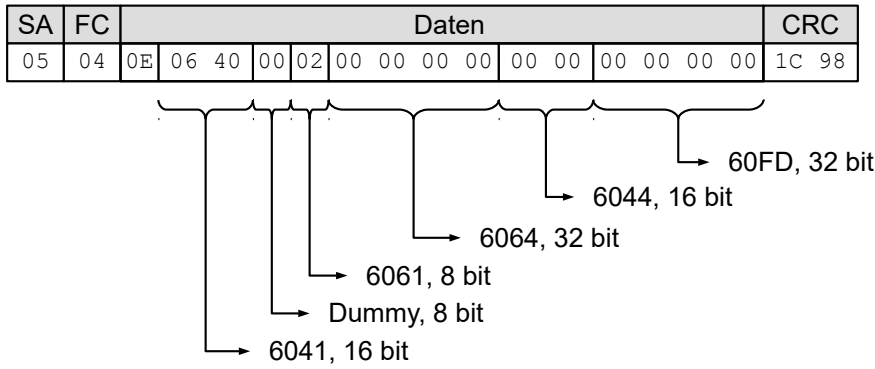 SA FC Daten CRC
05 04 0E 06 40 00 02 00 00 00 00 00 00 00 00 00 00 1C 98
60FD, 32 bit
6044, 16 bit
6064, 32 bit
6061, 8 bit
Dummy, 8 bit
6041, 16 bit